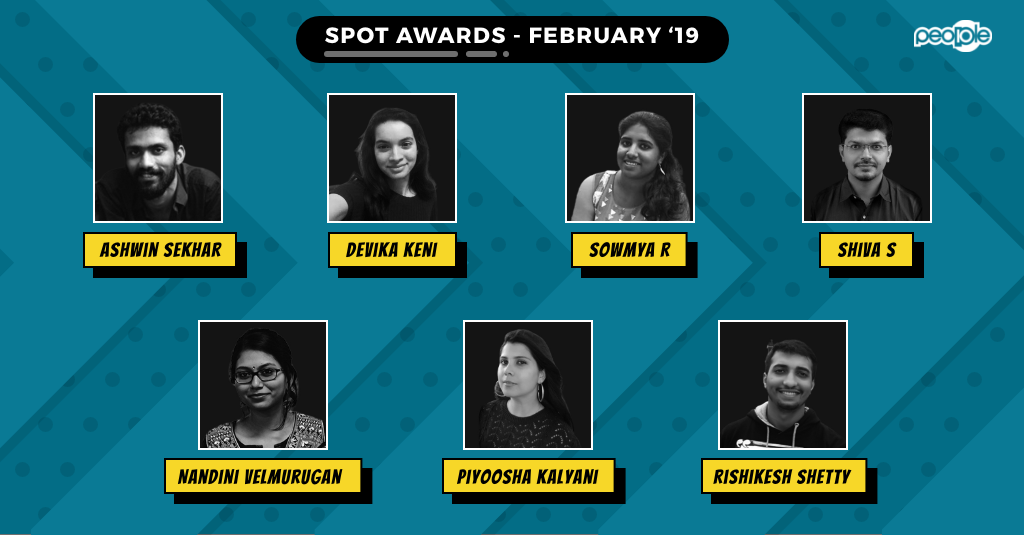 SPOT AWARDS - FEBRUARY ‘19
people
ASHWIN SEKHAR
DEVIKA KENI
SOWMYA R
SHIVA S
NANDINI VELMURUGAN
PIYOOSHA KALYANI
RISHIKESH SHETTY